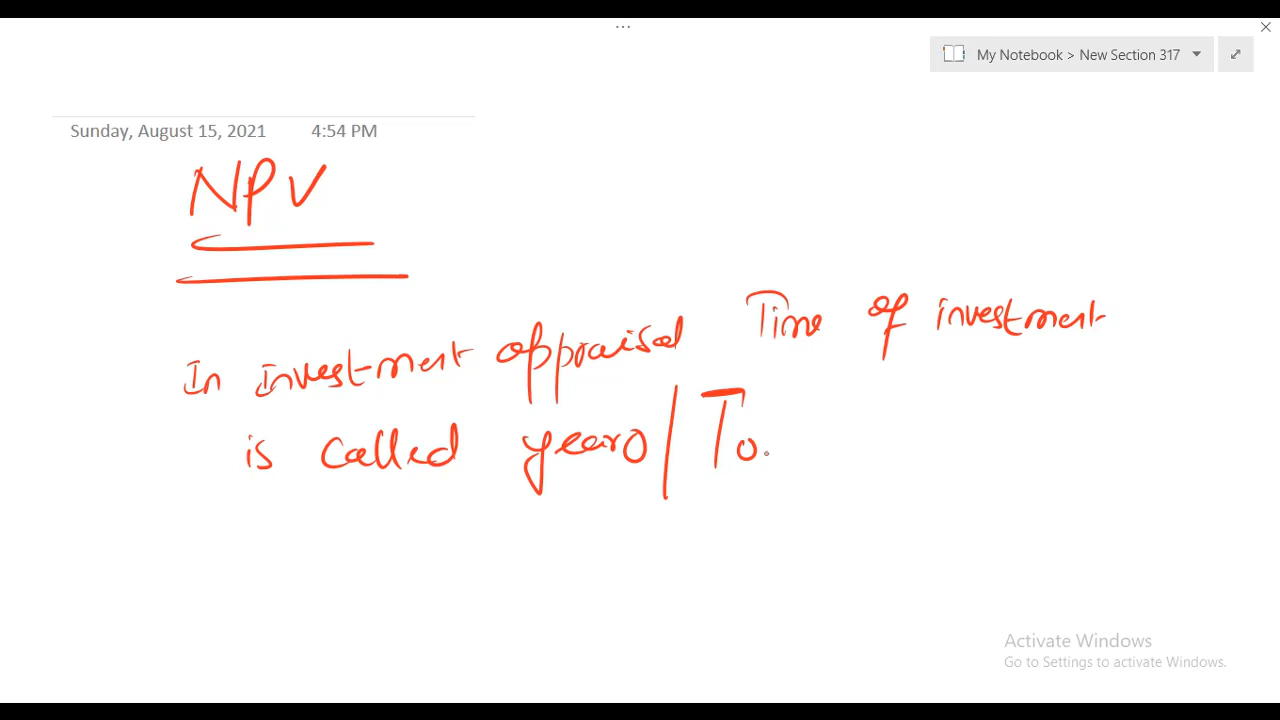 ...
My Notebook > New Section 317
Sunday, August 15, 2021 4:54 PM
NPV
In investment appraisal Time of investment
is called year0 / T0.
Activate Windows
Go to Settings to activate Windows.